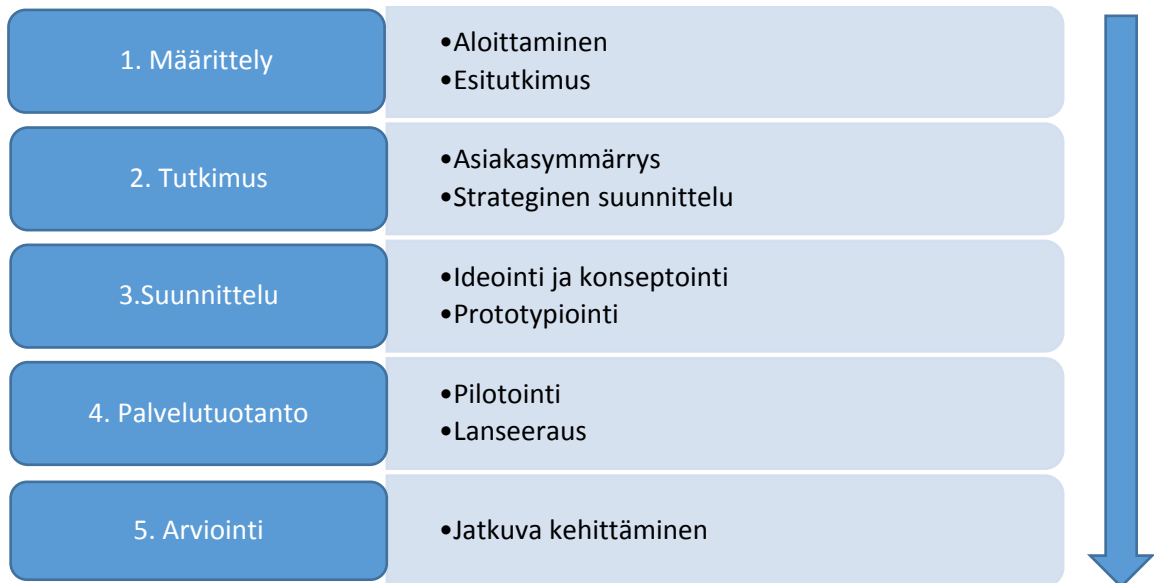 1. Määrittely
•Aloittaminen
•Esitutkimus
2. Tutkimus
•Asiakasymmärrys
•Strateginen suunnittelu
3.Suunnittelu
•Ideointi ja konseptointi
•Prototypiointi
4. Palvelutuotanto
•Pilotointi
•Lanseeraus
5. Arviointi
•Jatkuva kehittäminen